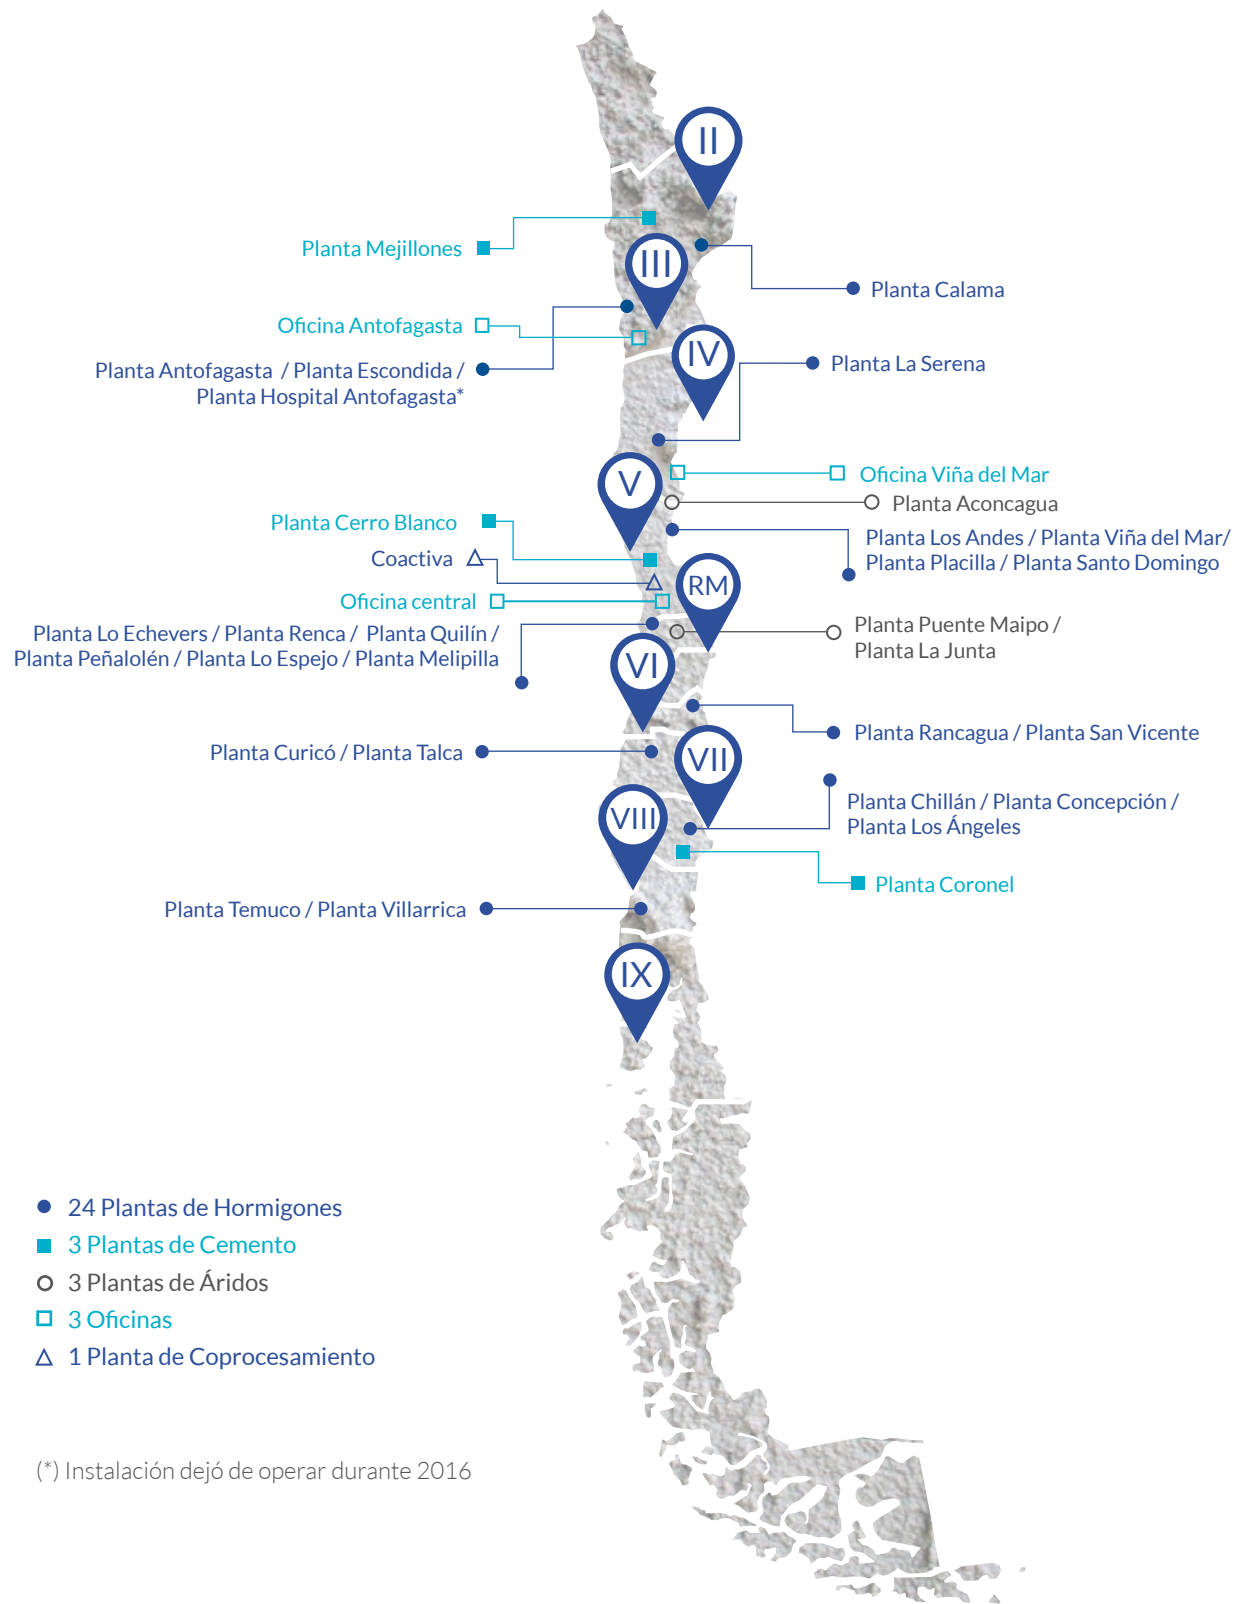 II
Planta Mejillones
III
Planta Calama
Oficina Antofagasta
IV
Planta La Serena
Planta Antofagasta / Planta Escondida /
Planta Hospital Antofagasta*
V
Oficina Viña del Mar
Planta Aconcagua
Planta Cerro Blanco
Planta Los Andes / Planta Viña del Mar/
Planta Placilla / Planta Santo Domingo
Coactiva
RM
Oficina central
Planta Lo Echevers / Planta Renca / Planta Quilín /
Planta Peñalolén / Planta Lo Espejo / Planta Melipilla
Planta Puente Maipo /
Planta La Junta
VI
Planta Rancagua / Planta San Vicente
Planta Curicó / Planta Talca
VII
Planta Chillán / Planta Concepción /
Planta Los Ángeles
VIII
Planta Coronel
Planta Temuco / Planta Villarrica
IX
24 Plantas de Hormigones
3 Plantas de Cemento
3 Plantas de Áridos
3 Oficinas
1 Planta de Coprocesamiento
(*) Instalación dejó de operar durante 2016